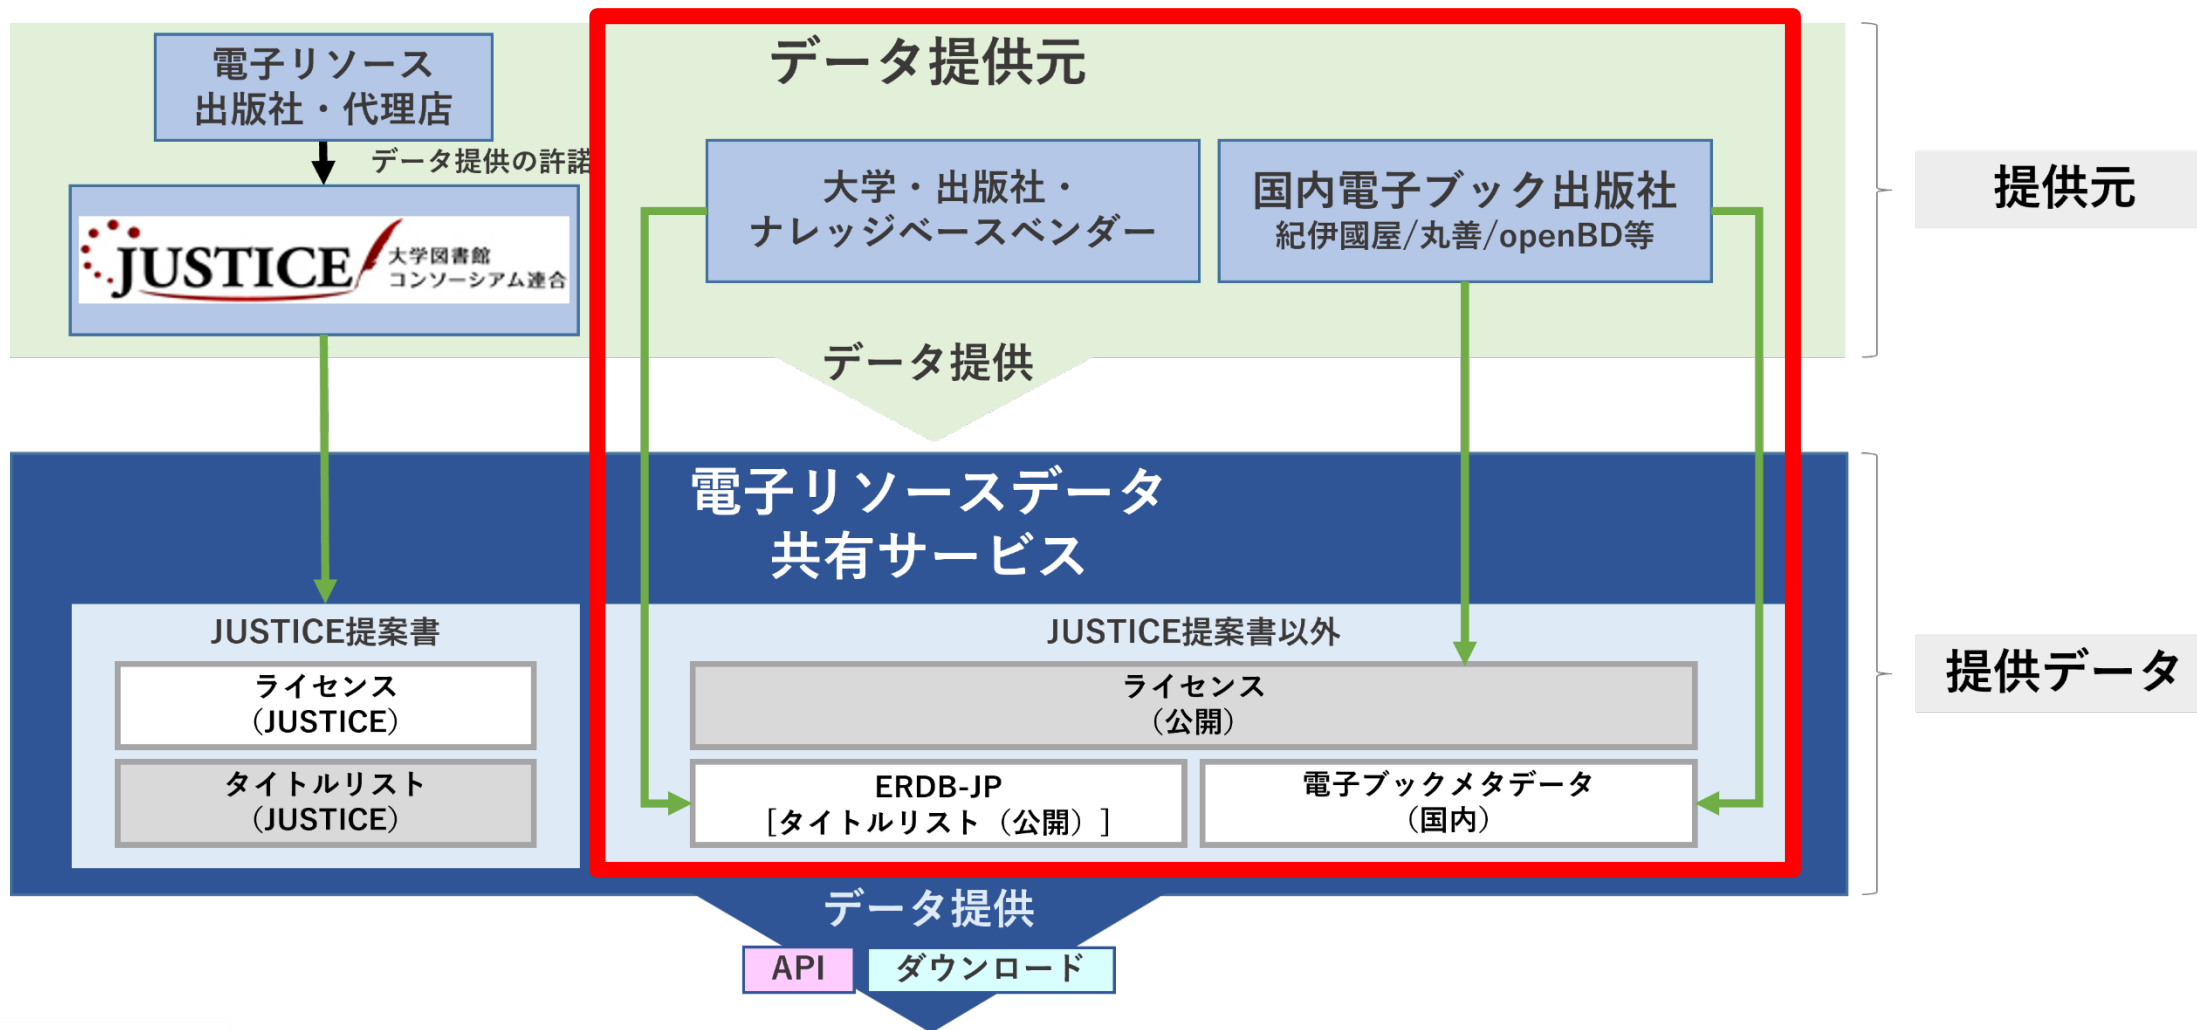 データ提供元
電子リソース
出版社・代理店
データ提供の許諾
JUSTICE
大学図書館
コンソーシアム連合
大学・出版社・
ナレッジベースベンダー
国内電子ブック出版社
紀伊國屋/丸善/openBD等
提供元
データ提供
電子リソースデータ
共有サービス
JUSTICE提案書
ライセンス
（JUSTICE）
タイトルリスト
（JUSTICE）
JUSTICE提案書以外
ライセンス
（公開）
ERDB-JP
[タイトルリスト（公開）]
電子ブックメタデータ
（国内）
提供データ
データ提供
API
ダウンロード